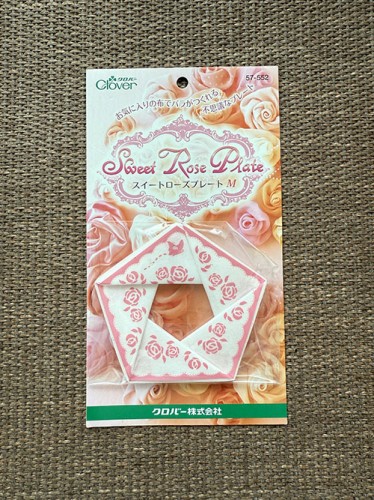 クロバー
Clover
57-552
お気に入りの布でバラがつくれる
不思議なプレート
Sweet Rose Plate
スイートローズプレート M
クロバー株式会社